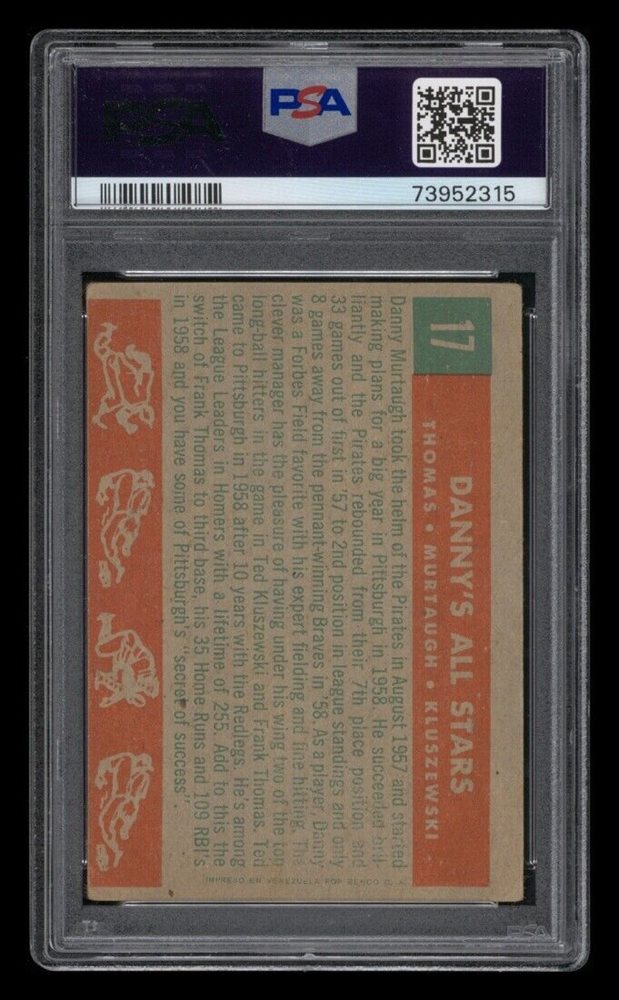 PSA
PSA
73952315
17
DANNY'S ALL STARS
THOMAS • MURTAUGH • KLUSZEWSKI
Danny Murtaugh took the helm of the Pirates in August 1957 and started
making plans for a big year in Pittsburgh in 1958. He succeeded bril-
liantly and the Pirates rebounded from their 7th place position
33 games out of first in '57 to 2nd position in league standings and only
8 games away from the pennant-winning Braves in '58. As a player, Danny
was a Forbes Field favorite with his expert fielding and fine hitting. This
clever manager has the pleasure of having under his wing two of the top
long-ball hitters in the game in Ted Kluszewski and Frank Thomas. Ted
came to Pittsburgh in 1958 after 10 years with the Redlegs. He's among
the League Leaders in Homers with a lifetime of 255. Add to this the
switch of Frank Thomas to third base, his 35 Home Runs and 109 RBI's
in 1958 and you have some of Pittsburgh's "secret of success".
IMPRESO EN VENEZUELA POR BENCO C. A.